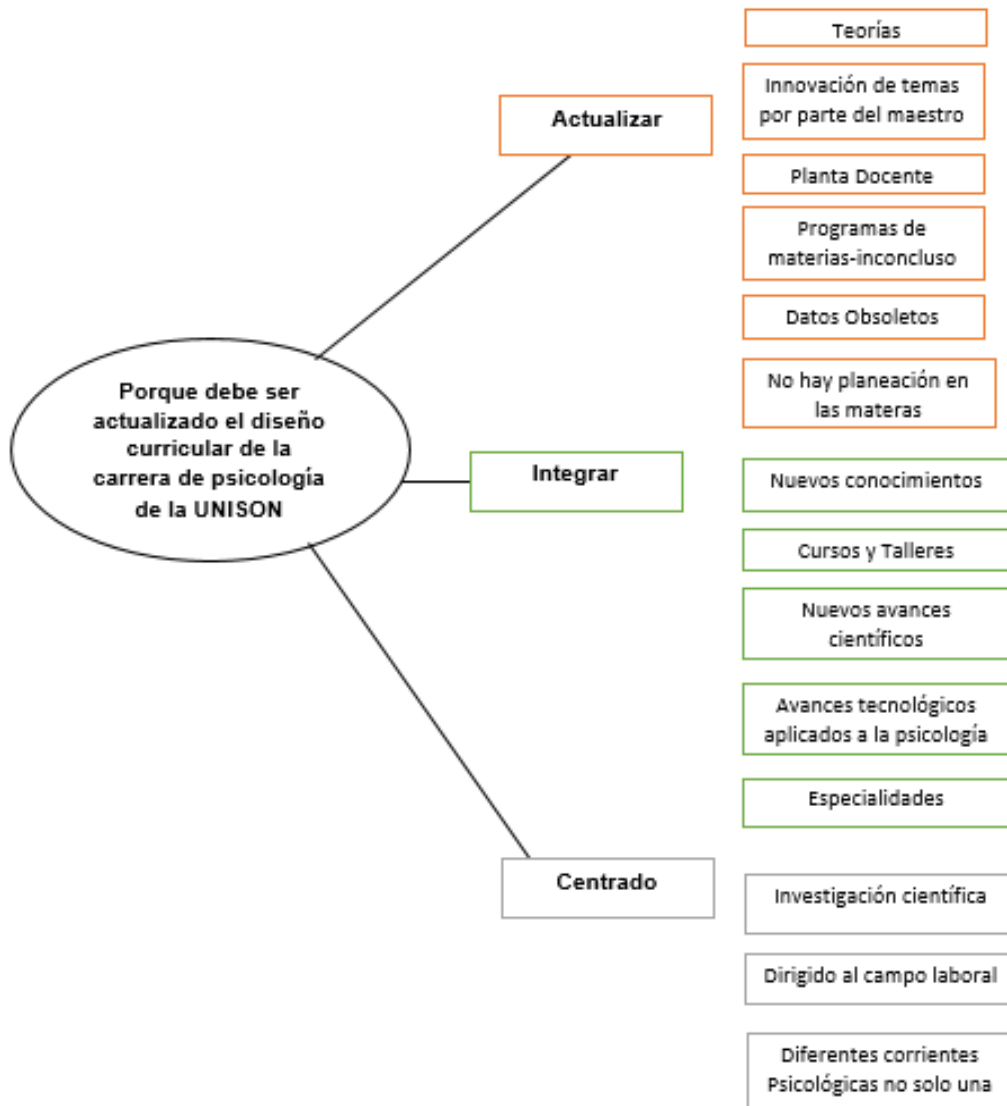 Teorías
Innovación de temas
por parte del maestro
Actualizar
Planta Docente
Programas de
materias-inconcluso
Datos Obsoletos
No hay planeación en
las materas
Porque debe ser
actualizado el diseño
curricular de la
carrera de psicología
de la UNISON
Integrar
Nuevos conocimientos
Cursos y Talleres
Nuevos avances
científicos
Avances tecnológicos
aplicados a la psicología
Especialidades
Centrado
Investigación científica
Dirigido al campo laboral
Diferentes corrientes
Psicológicas no solo una